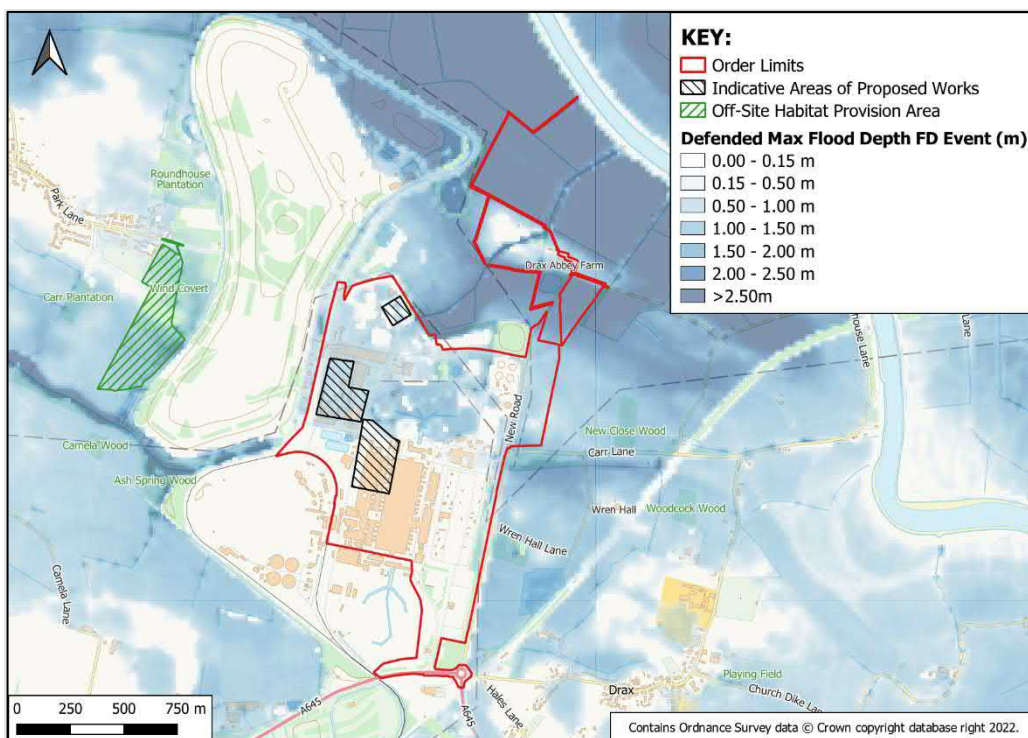 KEY:
Order Limits
Indicative Areas of Proposed Works
Off-Site Habitat Provision Area
Defended Max Flood Depth FD Event (m)
0.00 - 0.15 m
0.15 - 0.50 m
0.50 - 1.00 m
1.00 - 1.50 m
1.50 - 2.00 m
2.00 - 2.50 m
>2.50m
Roundhouse
Plantation
Park Lane
Carr Plantation
Wind Covert
Drax Abbey Farm
Lane
New Road
New Close Wood
Carr Lane
Camela Wood
Ash Spring Wood
Wren Hall
Woodcock Wood
Wren Hall Lane
Camela Lane
Playing Field
Drax
Church Dike Lane
Hales Lane
A645
A645
0 250 500 750 m
Contains Ordnance Survey data © Crown copyright database right 2022.